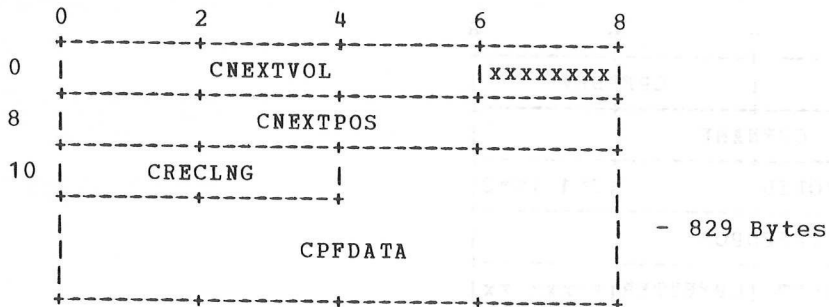 0 2 4 6 8
0 | CNEXTVOL |xxxxxxxx|
8 | CNEXTPOS |
10 | CRECLNG |
- 829 Bytes
CPFDATA